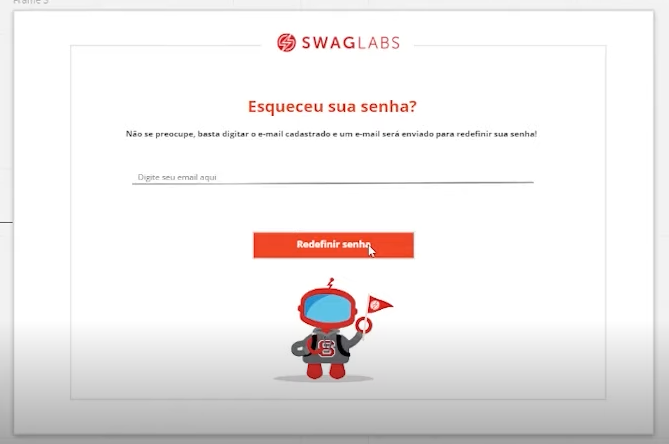 Frame 3
SWAGLABS
Esqueceu sua senha?
Não se preocupe, basta digitar o e-mail cadastrado e um e-mail será enviado para redefinir sua senha!
Digite seu email aqui
Redefinir senha
S